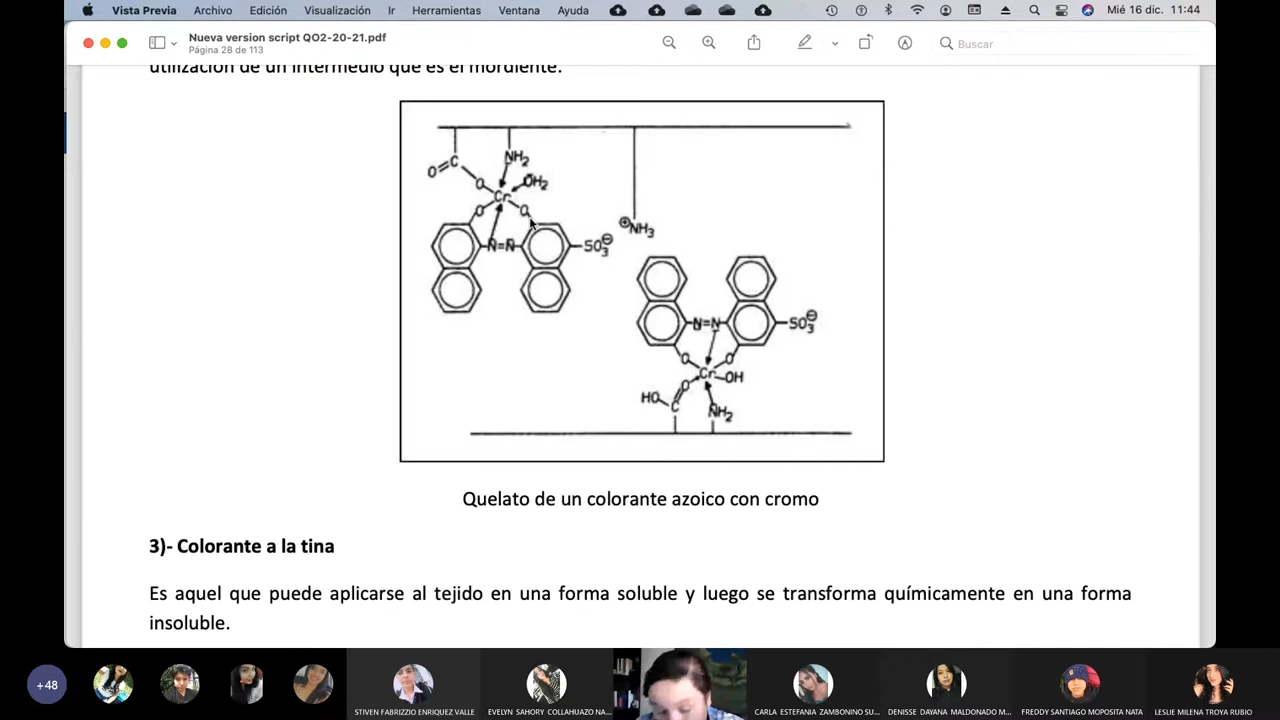 Vista Previa Archivo Edición Visualización Ir Herramientas Ventana Ayuda Mié 16 dic. 11:44
Nueva version script QO2-20-21.pdf
Página 28 de 113
Buscar
utilización de un intermedio que es el mordiente.
O C NH2
O OH2
Cr
O O
N=N SO3⊖
⊕NH3
N=N SO3⊖
O O
Cr OH
HO C O NH2
Quelato de un colorante azoico con cromo
3)- Colorante a la tina
Es aquel que puede aplicarse al tejido en una forma soluble y luego se transforma químicamente en una forma
insoluble.
+48
STIVEN FABRIZZIO ENRIQUEZ VALLE EVELYN SAHORY COLLAHUAZO NA... CARLA ESTEFANIA ZAMBONINO SU... DENISSE DAYANA MALDONADO M... FREDDY SANTIAGO MOPOSITA NATA LESLIE MILENA TROYA RUBIO